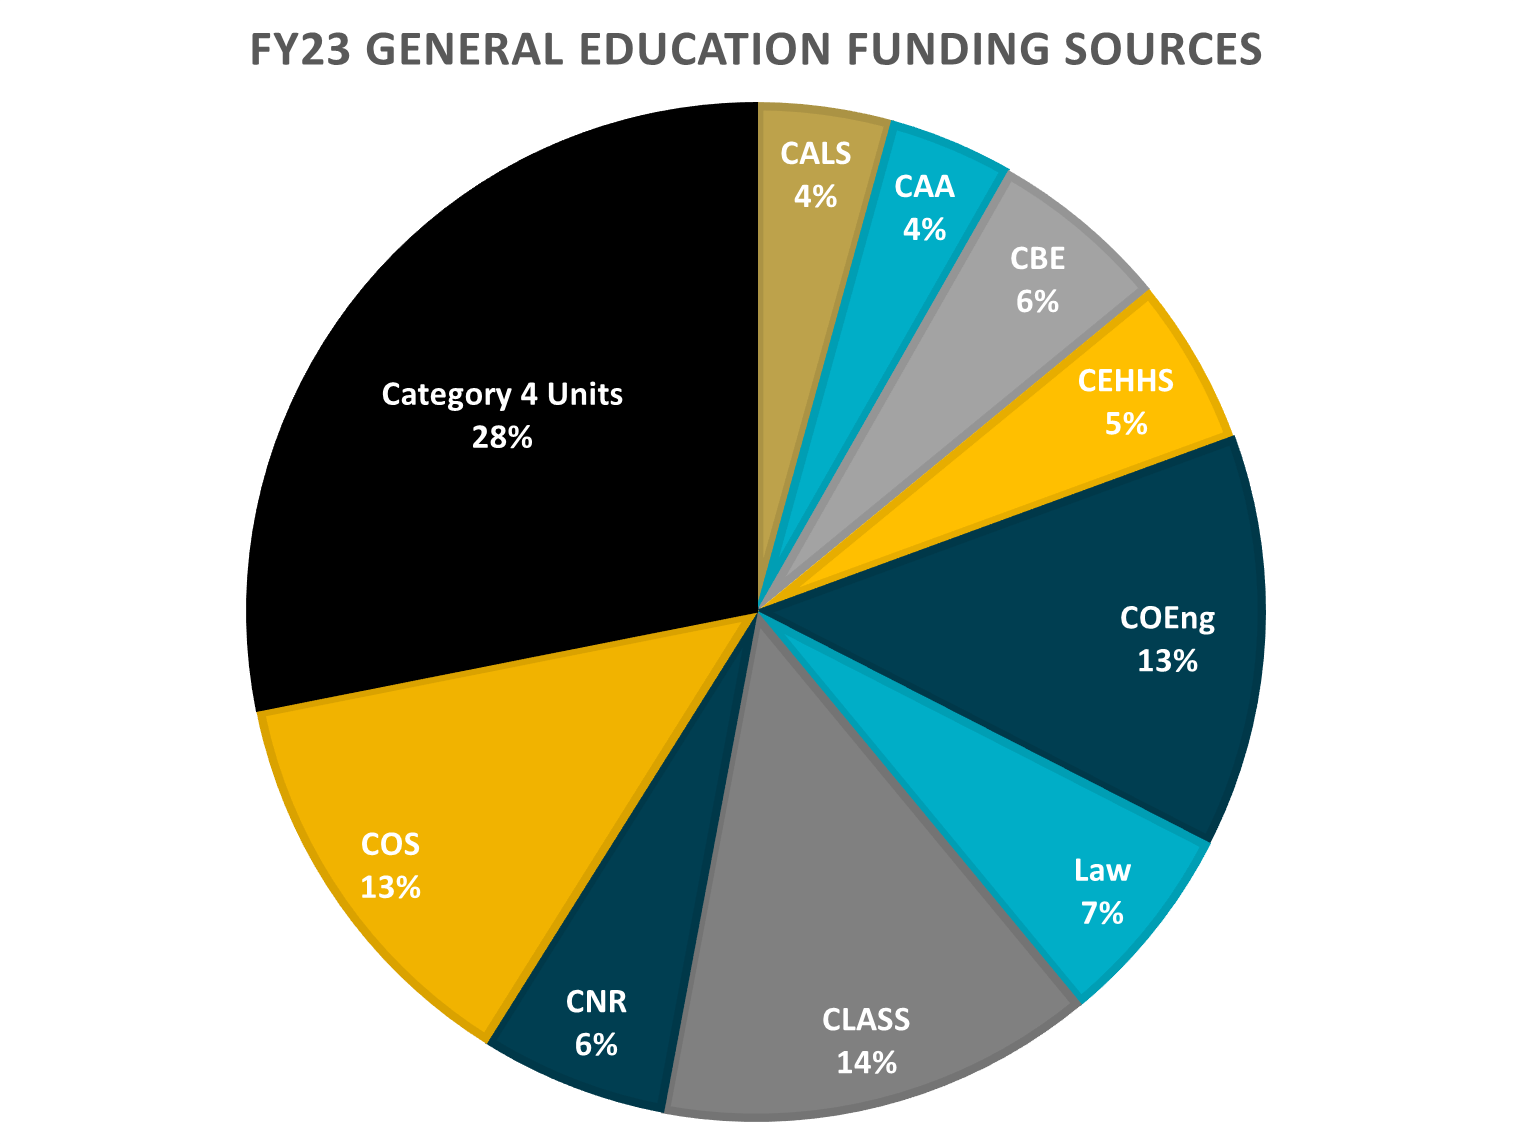 FY23 GENERAL EDUCATION FUNDING SOURCES
CALS
4%
CAA
4%
CBE
6%
CEHHS
5%
COEng
13%
Law
7%
CLASS
14%
CNR
6%
COS
13%
Category 4 Units
28%